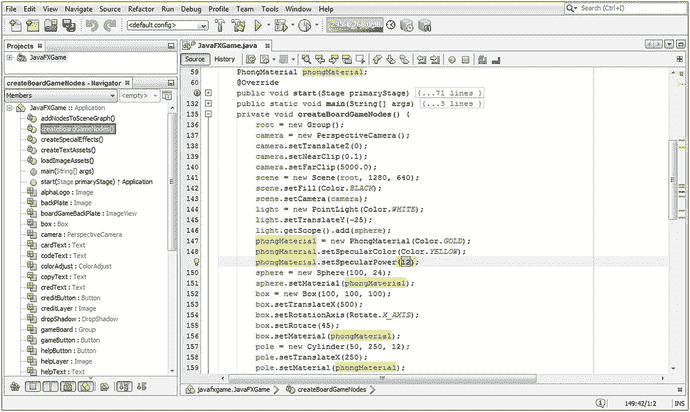 File Edit View Navigate Source Refactor Run Debug Profile Team Tools Window Help
Search (Ctrl+I)
<default config>
Projects
JavaFXGame
createBoardGameNodes - Navigator
Members
<empty>
JavaFXGame :: Application
addNodesToSceneGraph()
createBoardGameNodes()
createSpecialEffects()
createTextAssets()
loadImageAssets()
main(String[] args)
start(Stage primaryStage) ↑ Application
alphaLogo : Image
backPlate : Image
boardGameBackPlate : ImageView
box : Box
camera : PerspectiveCamera
cardText : Text
codeText : Text
colorAdjust : ColorAdjust
copyText : Text
credText : Text
creditButton : Button
creditLayer : Image
dropShadow : DropShadow
gameBoard : Group
gameButton : Button
helpButton : Button
helpLayer : Image
helpText : Text
JavaFXGame.java
Source History
59 PhongMaterial phongMaterial;
60 @Override
public void start(Stage primaryStage) {...71 lines }
132 public static void main(String[] args) {...3 lines }
135 private void createBoardGameNodes() {
136 root = new Group();
137 camera = new PerspectiveCamera();
138 camera.setTranslateZ(0);
139 camera.setNearClip(0.1);
140 camera.setFarClip(5000.0);
141 scene = new Scene(root, 1280, 640);
142 scene.setFill(Color.BLACK);
143 scene.setCamera(camera);
144 light = new PointLight(Color.WHITE);
145 light.setTranslateY(-25);
146 light.getScope().add(sphere);
147 phongMaterial = new PhongMaterial(Color.GOLD);
148 phongMaterial.setSpecularColor(Color.YELLOW);
phongMaterial.setSpecularPower(12);
150 sphere = new Sphere(100, 24);
151 sphere.setMaterial(phongMaterial);
152 box = new Box(100, 100, 100);
153 box.setTranslateX(500);
154 box.setRotationAxis(Rotate.X_AXIS);
155 box.setRotate(45);
156 box.setMaterial(phongMaterial);
157 pole = new Cylinder(50, 250, 12);
158 pole.setTranslateX(250);
159 pole.setMaterial(phongMaterial);
javafxgame.JavaFXGame
createBoardGameNodes
149:42/1:2
INS